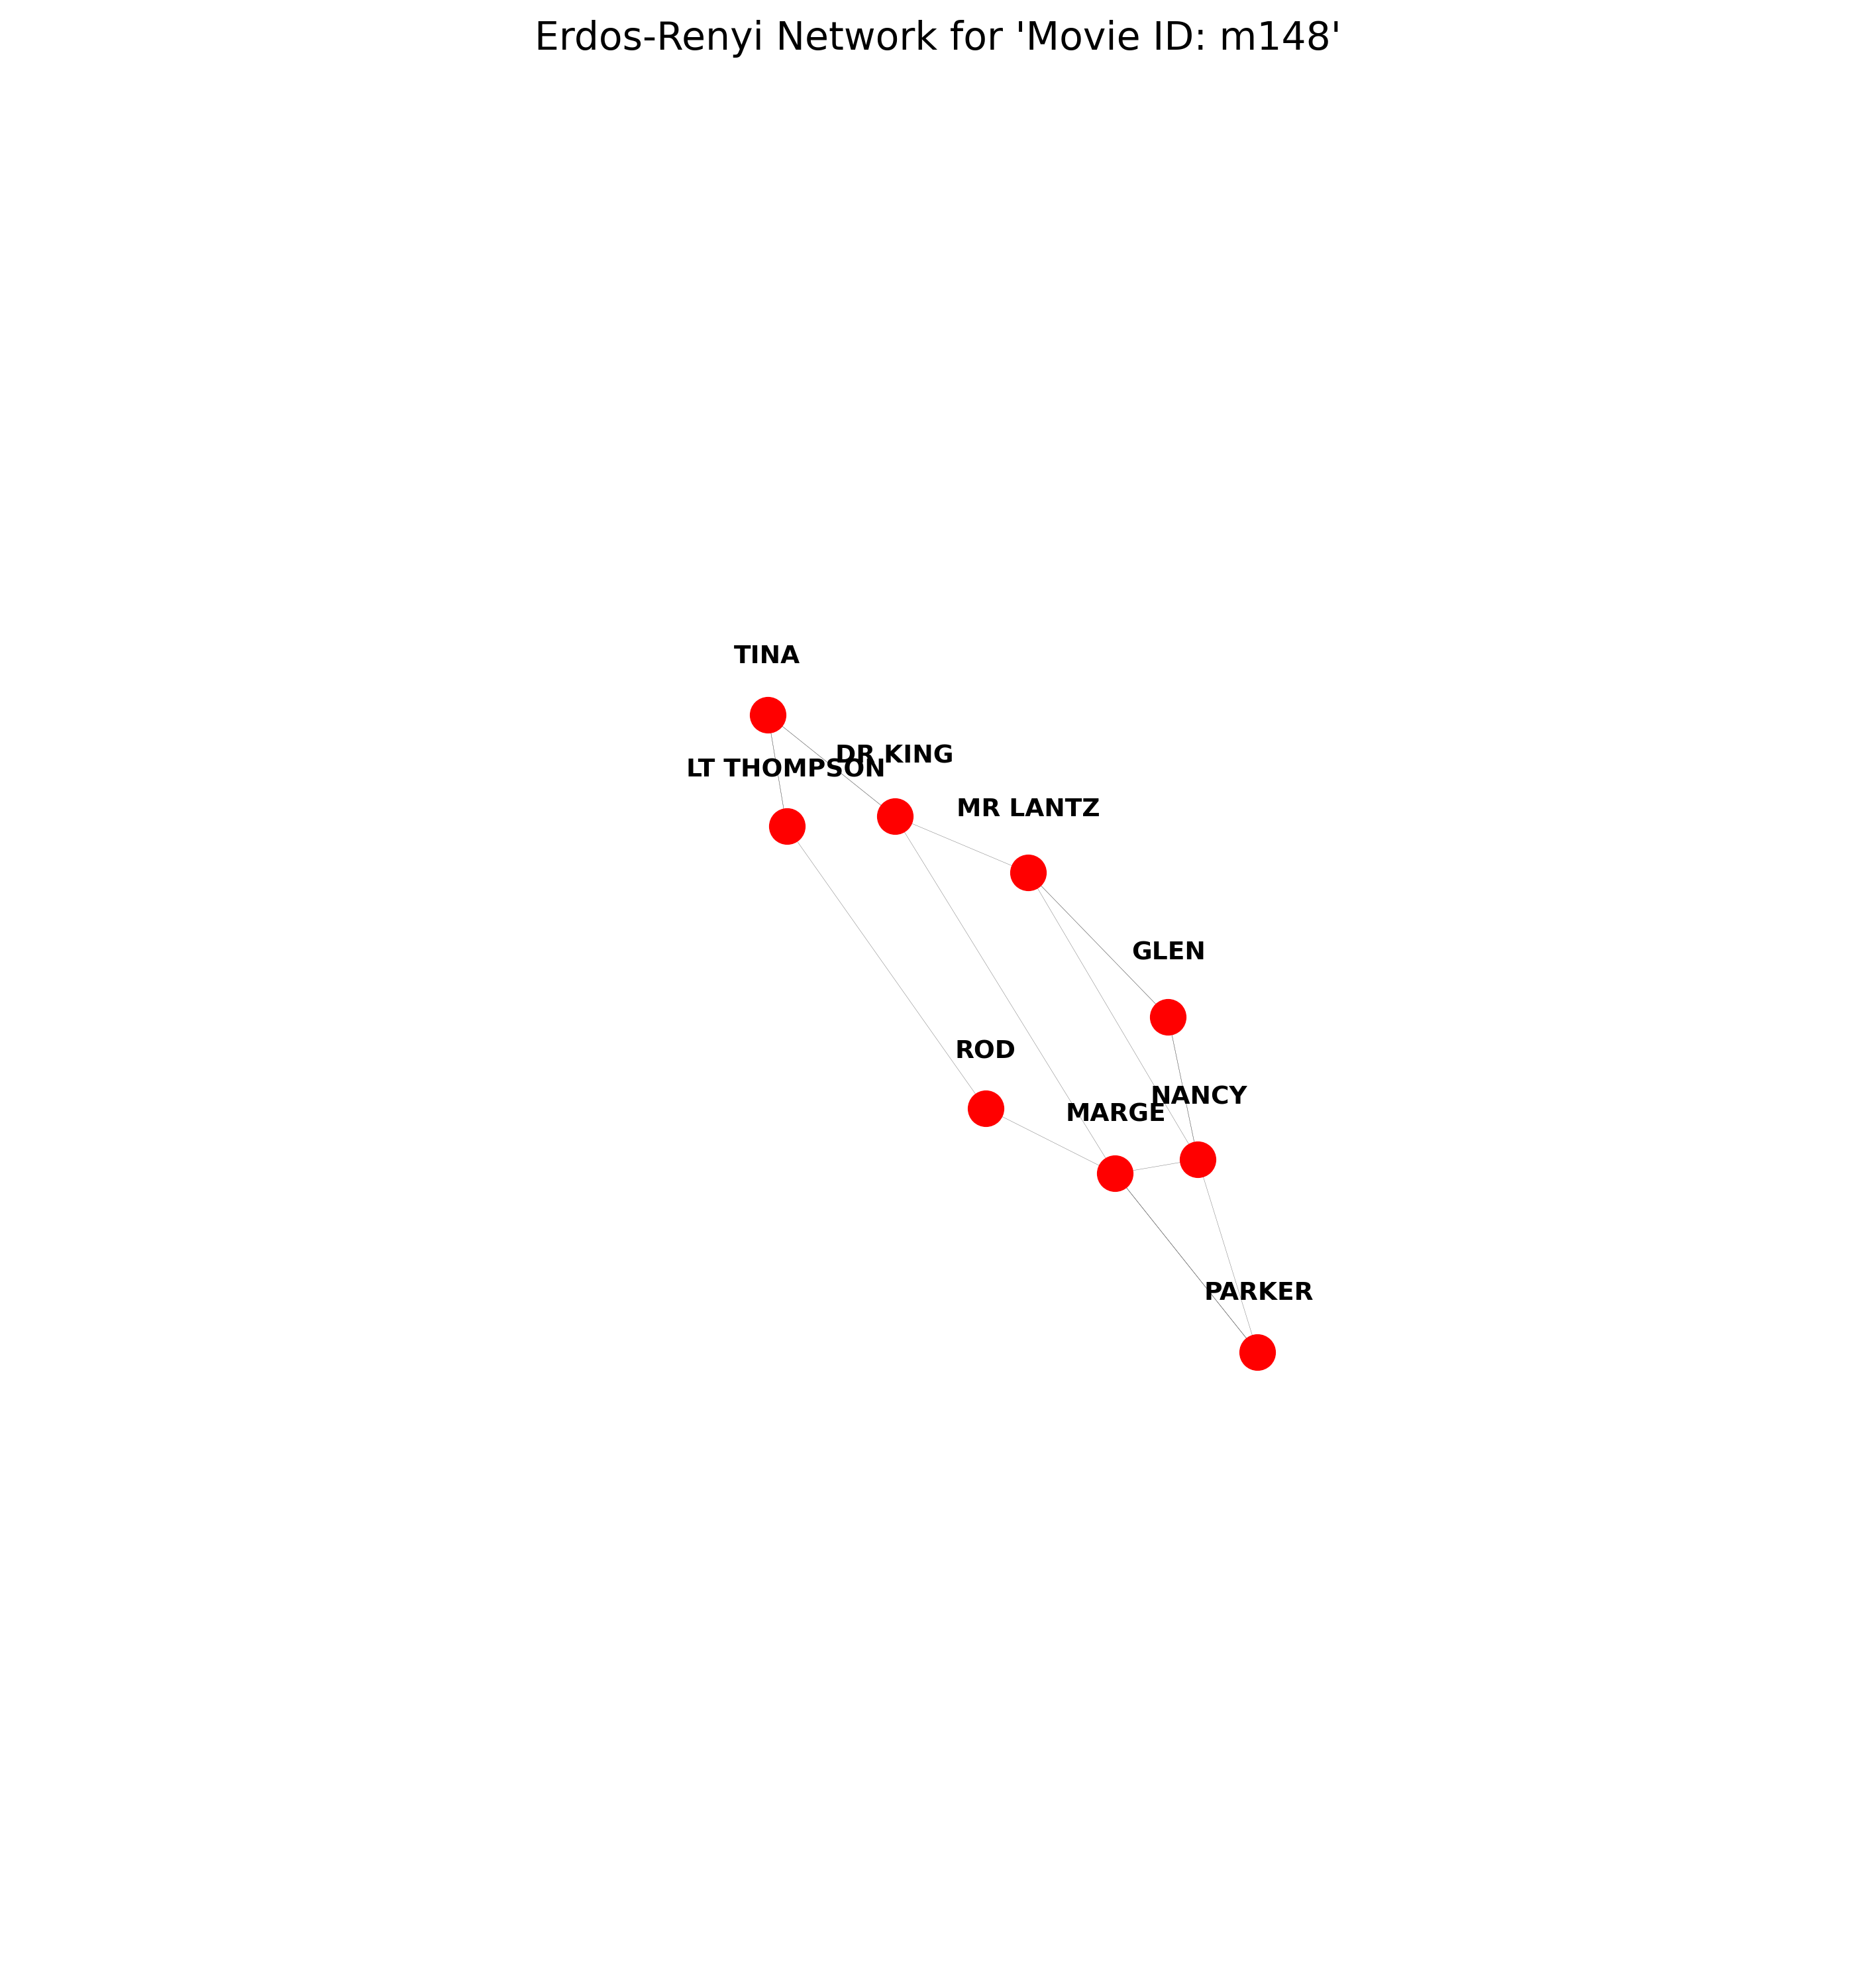 Erdos-Renyi Network for 'Movie ID: m148'
TINA
DR KING
LT THOMPSON
MR LANTZ
GLEN
ROD
NANCY
MARGE
PARKER